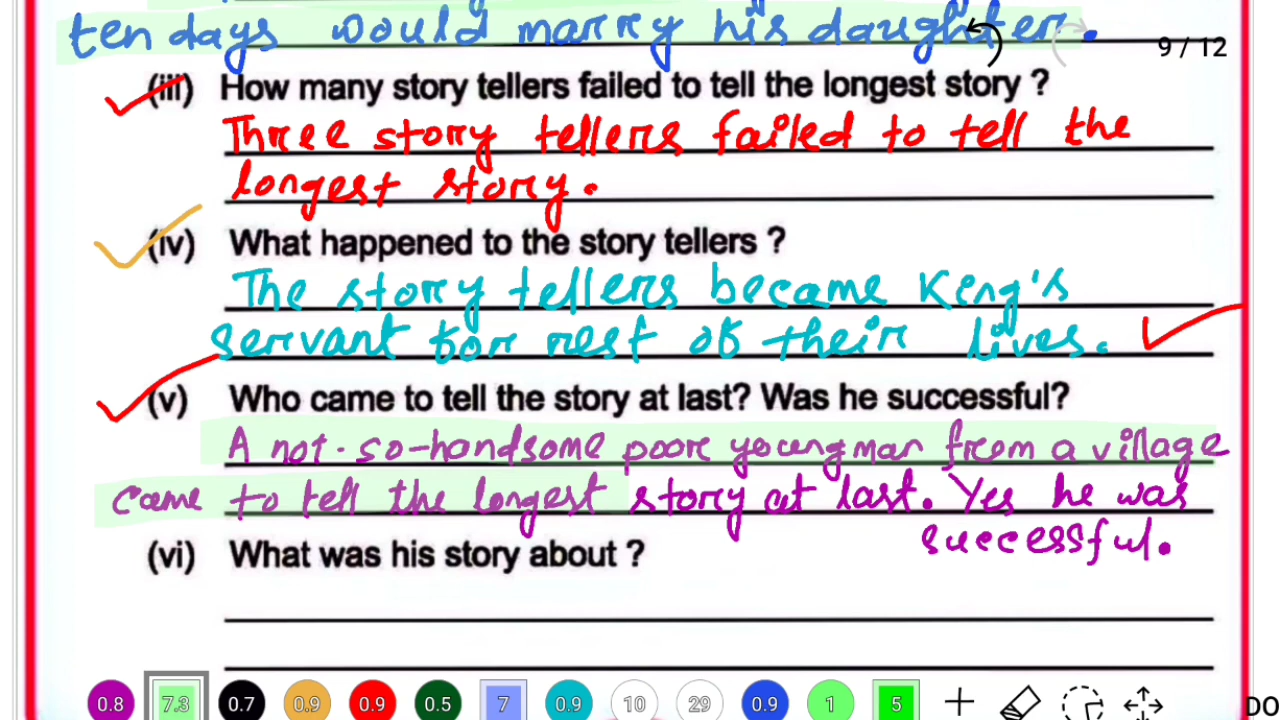 ten days would marry his daughter.
9 / 12
(iii) How many story tellers failed to tell the longest story ?
Three story tellers failed to tell the
longest story.
(iv) What happened to the story tellers ?
The story tellers became King's
servant for rest of their lives.
(v) Who came to tell the story at last? Was he successful?
A not-so-handsome poor young man from a village
came to tell the longest story at last. Yes he was
successful.
(vi) What was his story about ?
0.8 7.3 0.7 0.9 0.9 0.5 7 0.9 10 29 0.9 1 5